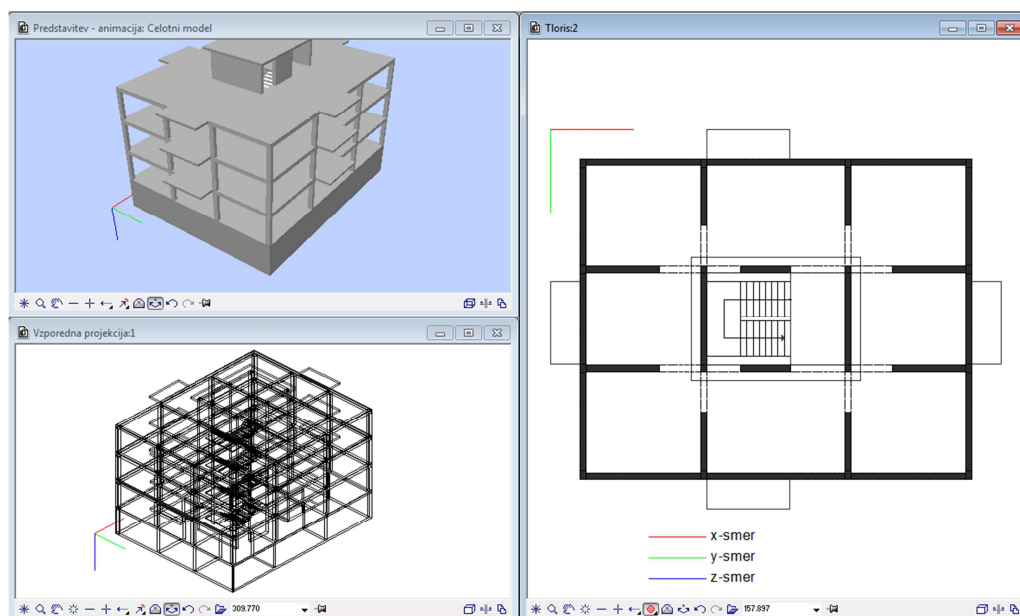 Predstavitev - animacija: Celotni model
Vzporedna projekcija:1
309.770
Tloris:2
x-smer
y-smer
z-smer
157.897